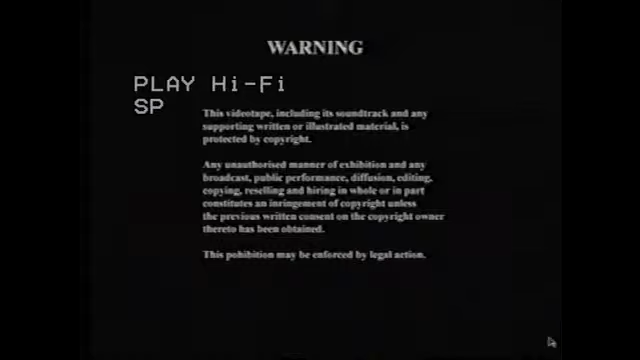 WARNING
PLAY Hi-Fi
SP
This videotape, including its soundtrack and any
supporting written or illustrated material, is
protected by copyright.
Any unauthorised manner of exhibition and any
broadcast, public performance, diffusion, editing,
copying, reselling and hiring in whole or in part
constitutes an inringement of copyright unless
the previous written consent on the copyright owner
thereto has been obtained.
This pohibition may be enforced by legal action.